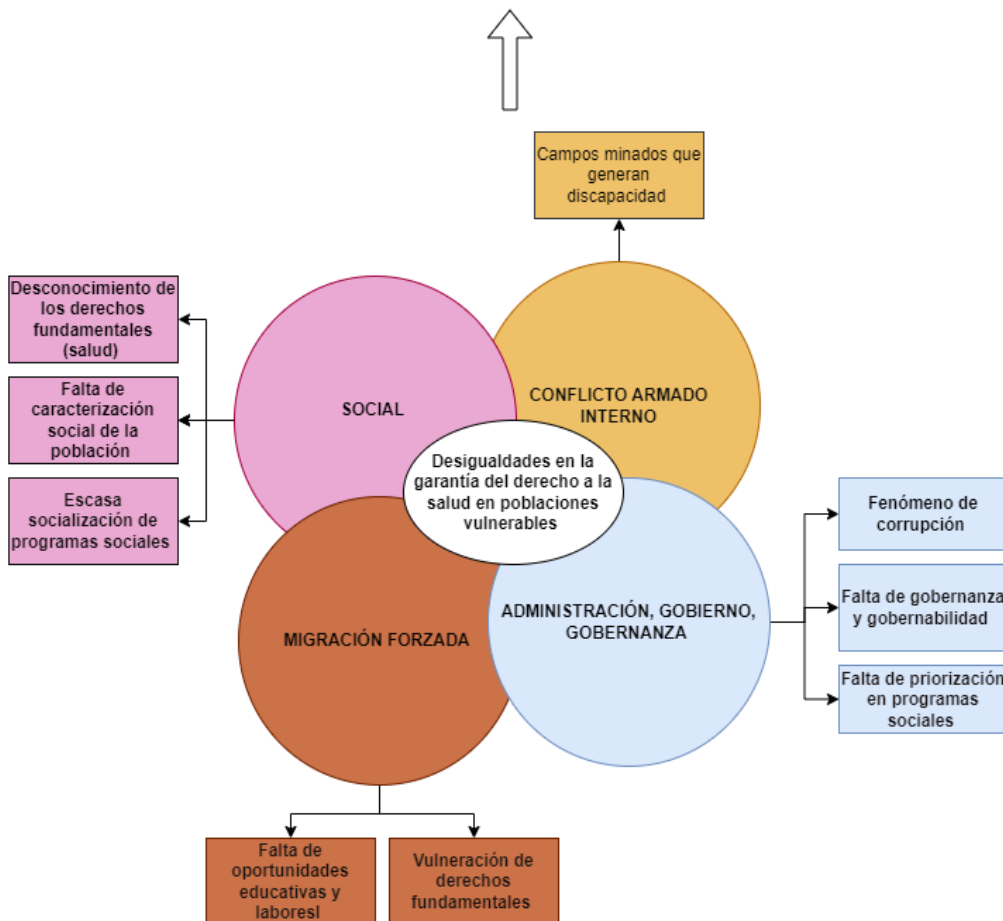 Campos minados que
generan
discapacidad
Desconocimiento de
los derechos
fundamentales
(salud)
Falta de
caracterización
social de la
población
Escasa
socialización de
programas sociales
SOCIAL
CONFLICTO ARMADO
INTERNO
Desigualdades en la
garantía del derecho a la
salud en poblaciones
vulnerables
MIGRACIÓN FORZADA
ADMINISTRACIÓN, GOBIERNO,
GOBERNANZA
Fenómeno de
corrupción
Falta de gobernanza
y gobernabilidad
Falta de priorización
en programas
sociales
Falta de
oportunidades
educativas y
laboresl
Vulneración de
derechos
fundamentales